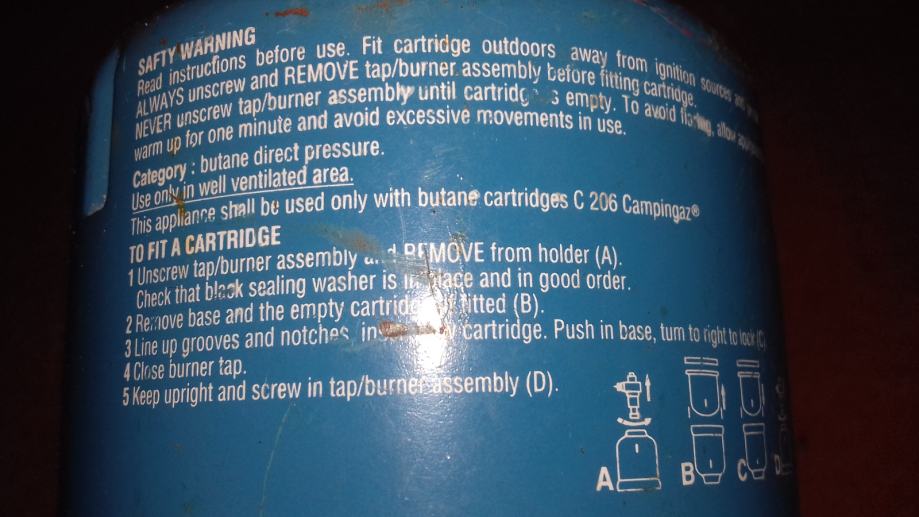 SAFTY WARNING
Read instructions before use. Fit cartridge outdoors away from ignition sources and
ALWAYS unscrew and REMOVE tap/burner assembly before fitting cartridge.
NEVER unscrew tap/burner assembly until empty. To avoid allow
warm up for one minute and avoid excessive movements in use.
Category : butane direct pressure.
Use only in well ventilated area.
This appliance shall be used only with butane cartridges C 206 Campingaz®
TO FIT A CARTRIDGE
1 Unscrew tap/burner assembly REMOVE from holder (A).
Check that black sealing washer is in place and in good order.
2 Remove base and the empty cartridge if fitted (B).
3 Line up grooves and notches, cartridge. Push in base, turn to right to lock (C)
4 Close burner tap.
5 Keep upright and screw in tap/burner assembly (D).
A B C D